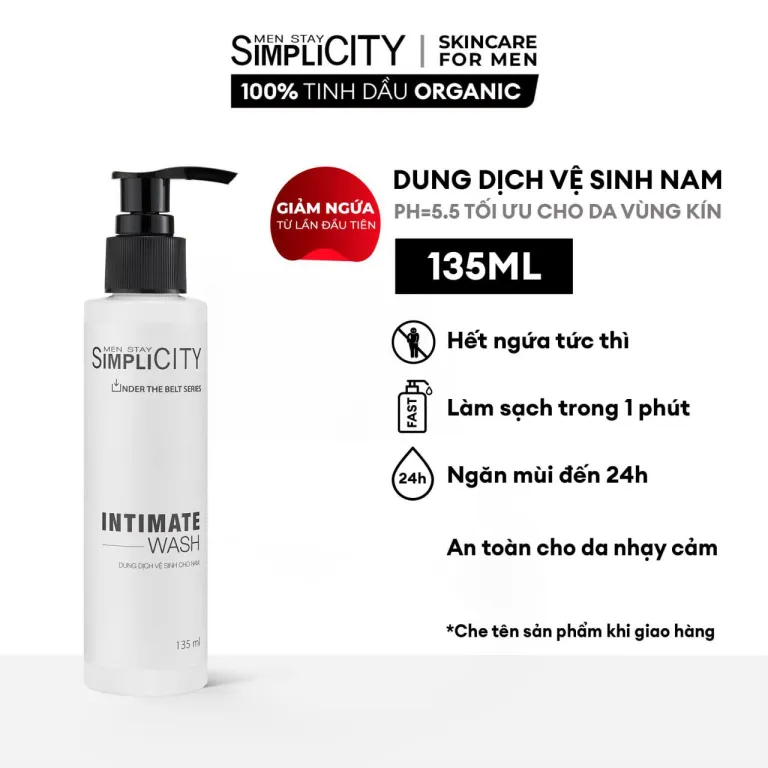 MEN STAY
SIMPLICITY
SKINCARE
FOR MEN
100% TINH DẦU ORGANIC
GIẢM NGỨA
TỪ LẦN ĐẦU TIÊN
DUNG DỊCH VỆ SINH NAM
PH=5.5 TỐI ƯU CHO DA VÙNG KÍN
135ML
Hết ngứa tức thì
FAST
Làm sạch trong 1 phút
24h
Ngăn mùi đến 24h
An toàn cho da nhạy cảm
*Che tên sản phẩm khi giao hàng
MEN STAY
SIMPLICITY
UNDER THE BELT SERIES
INTIMATE
WASH
DUNG DỊCH VỆ SINH CHO NAM
135 ml